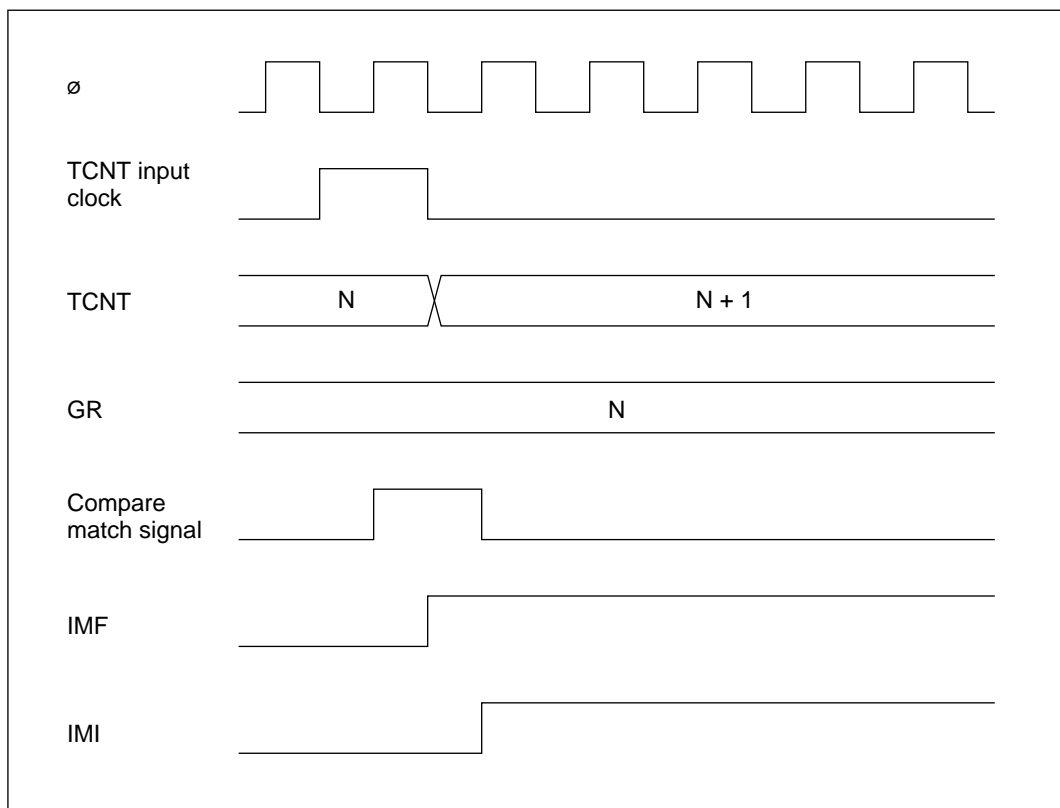 ø
TCNT input
clock
TCNT
N
N + 1
GR
N
Compare
match signal
IMF
IMI